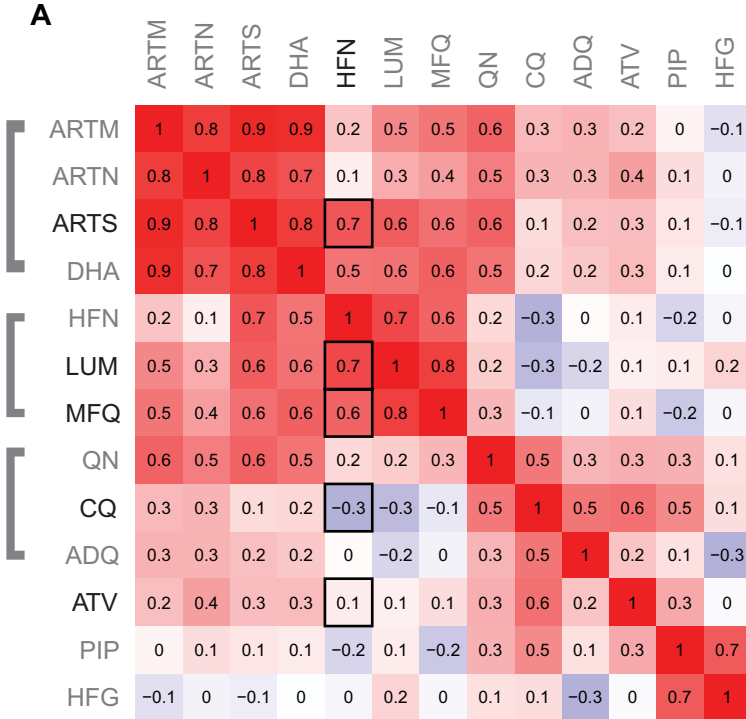 A
ARTM ARTN ARTS DHA HFN LUM MFQ QN CQ ADQ ATV PIP HFG
ARTM 1 0.8 0.9 0.9 0.2 0.5 0.5 0.6 0.3 0.3 0.2 0 −0.1
ARTN 0.8 1 0.8 0.7 0.1 0.3 0.4 0.5 0.3 0.3 0.4 0.1 0
ARTS 0.9 0.8 1 0.8 0.7 0.6 0.6 0.6 0.1 0.2 0.3 0.1 −0.1
DHA 0.9 0.7 0.8 1 0.5 0.6 0.6 0.5 0.2 0.2 0.3 0.1 0
HFN 0.2 0.1 0.7 0.5 1 0.7 0.6 0.2 −0.3 0 0.1 −0.2 0
LUM 0.5 0.3 0.6 0.6 0.7 1 0.8 0.2 −0.3 −0.2 0.1 0.1 0.2
MFQ 0.5 0.4 0.6 0.6 0.6 0.8 1 0.3 −0.1 0 0.1 −0.2 0
QN 0.6 0.5 0.6 0.5 0.2 0.2 0.3 1 0.5 0.3 0.3 0.3 0.1
CQ 0.3 0.3 0.1 0.2 −0.3 −0.3 −0.1 0.5 1 0.5 0.6 0.5 0.1
ADQ 0.3 0.3 0.2 0.2 0 −0.2 0 0.3 0.5 1 0.2 0.1 −0.3
ATV 0.2 0.4 0.3 0.3 0.1 0.1 0.1 0.3 0.6 0.2 1 0.3 0
PIP 0 0.1 0.1 0.1 −0.2 0.1 −0.2 0.3 0.5 0.1 0.3 1 0.7
HFG −0.1 0 −0.1 0 0 0.2 0 0.1 0.1 −0.3 0 0.7 1